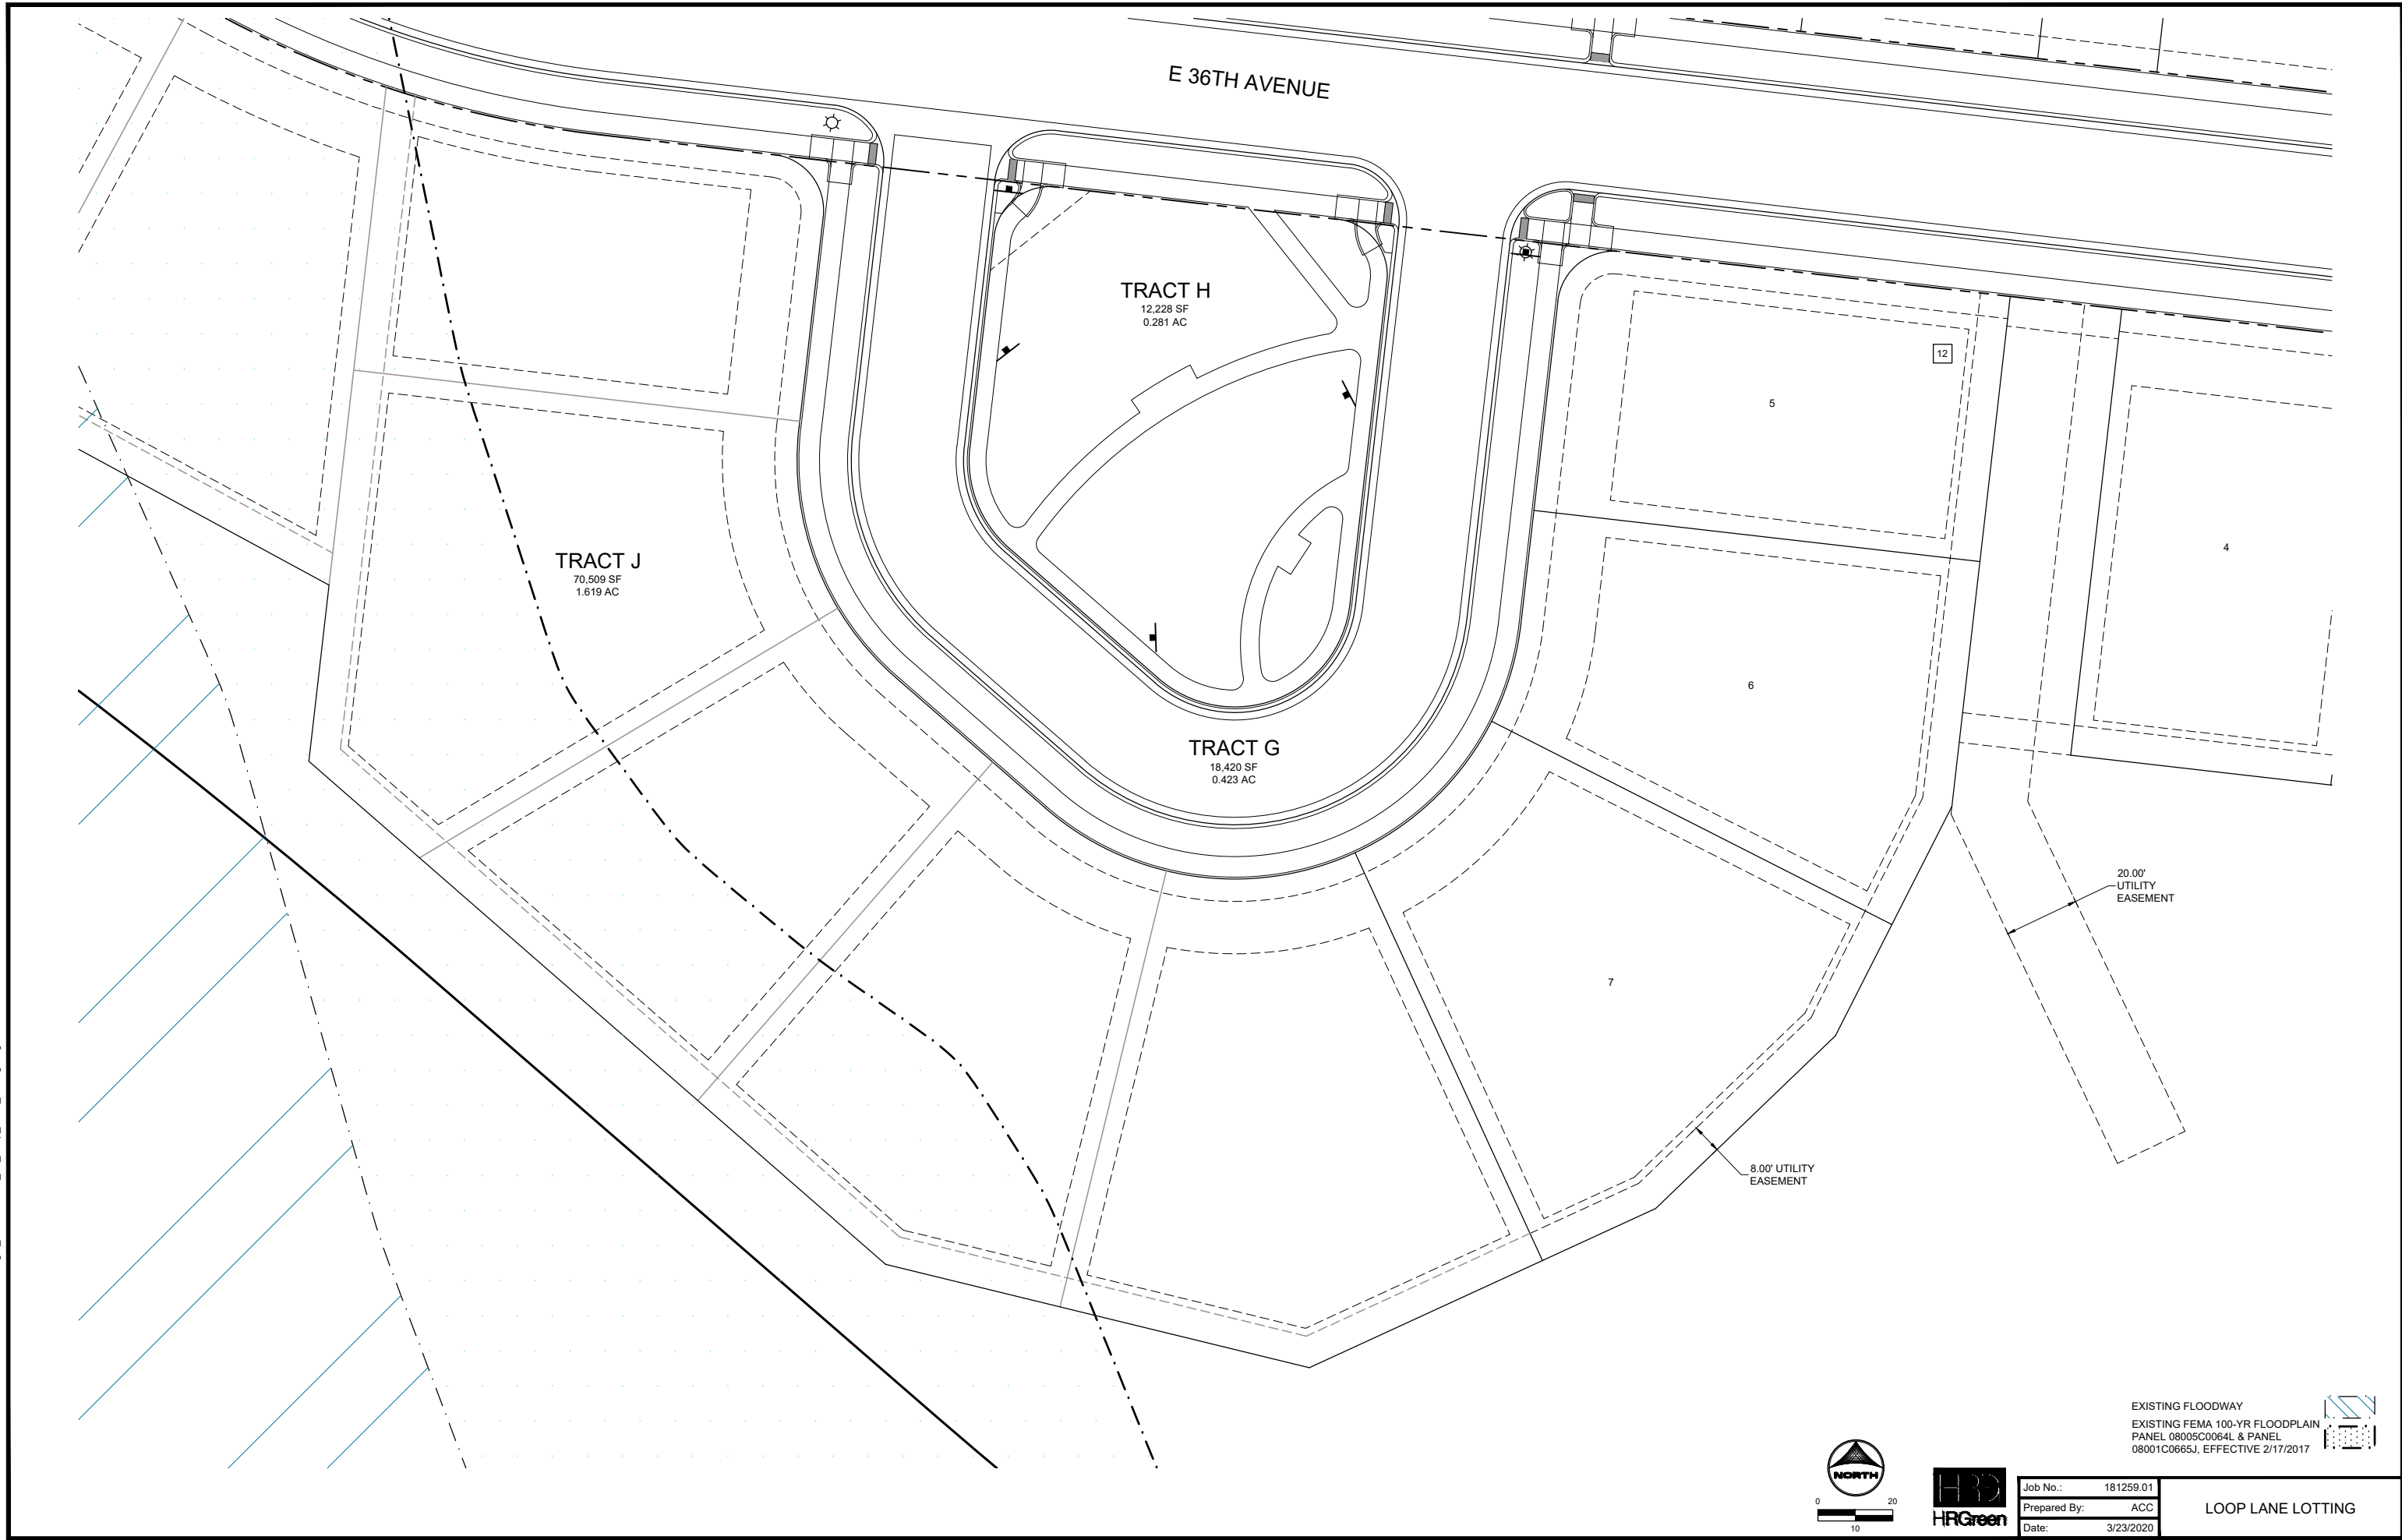 E 36TH AVENUE
TRACT H
12,228 SF
0.281 AC
12
5
4
TRACT J
70,509 SF
1.619 AC
6
TRACT G
18,420 SF
0.423 AC
20.00'
UTILITY
EASEMENT
7
8.00' UTILITY
EASEMENT
EXISTING FLOODWAY
EXISTING FEMA 100-YR FLOODPLAIN
PANEL 08005C0064L & PANEL
08001C0665J, EFFECTIVE 2/17/2017
NORTH
0 20
10
HRGreen
Job No.: 181259.01
Prepared By: ACC
Date: 3/23/2020
LOOP LANE LOTTING